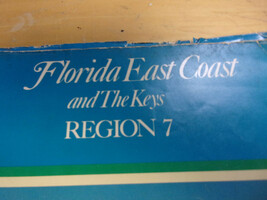 Florida East Coast
and The Keys
REGION 7